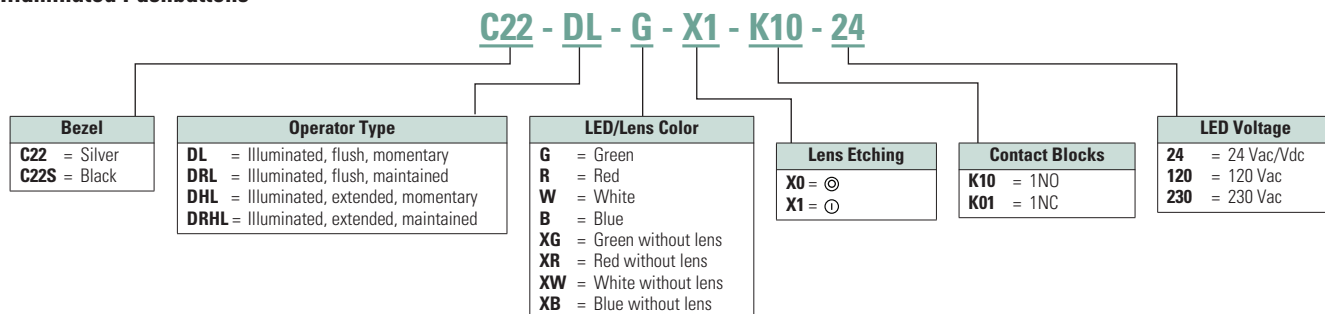 C22 - DL - G - X1 - K10 - 24
Bezel
C22 = Silver
C22S = Black
Operator Type
DL = Illuminated, flush, momentary
DRL = Illuminated, flush, maintained
DHL = Illuminated, extended, momentary
DRHL = Illuminated, extended, maintained
LED/Lens Color
G = Green
R = Red
W = White
B = Blue
XG = Green without lens
XR = Red without lens
XW = White without lens
XB = Blue without lens
Lens Etching
X0 =
X1 =
Contact Blocks
K10 = 1NO
K01 = 1NC
LED Voltage
24 = 24 Vac/Vdc
120 = 120 Vac
230 = 230 Vac